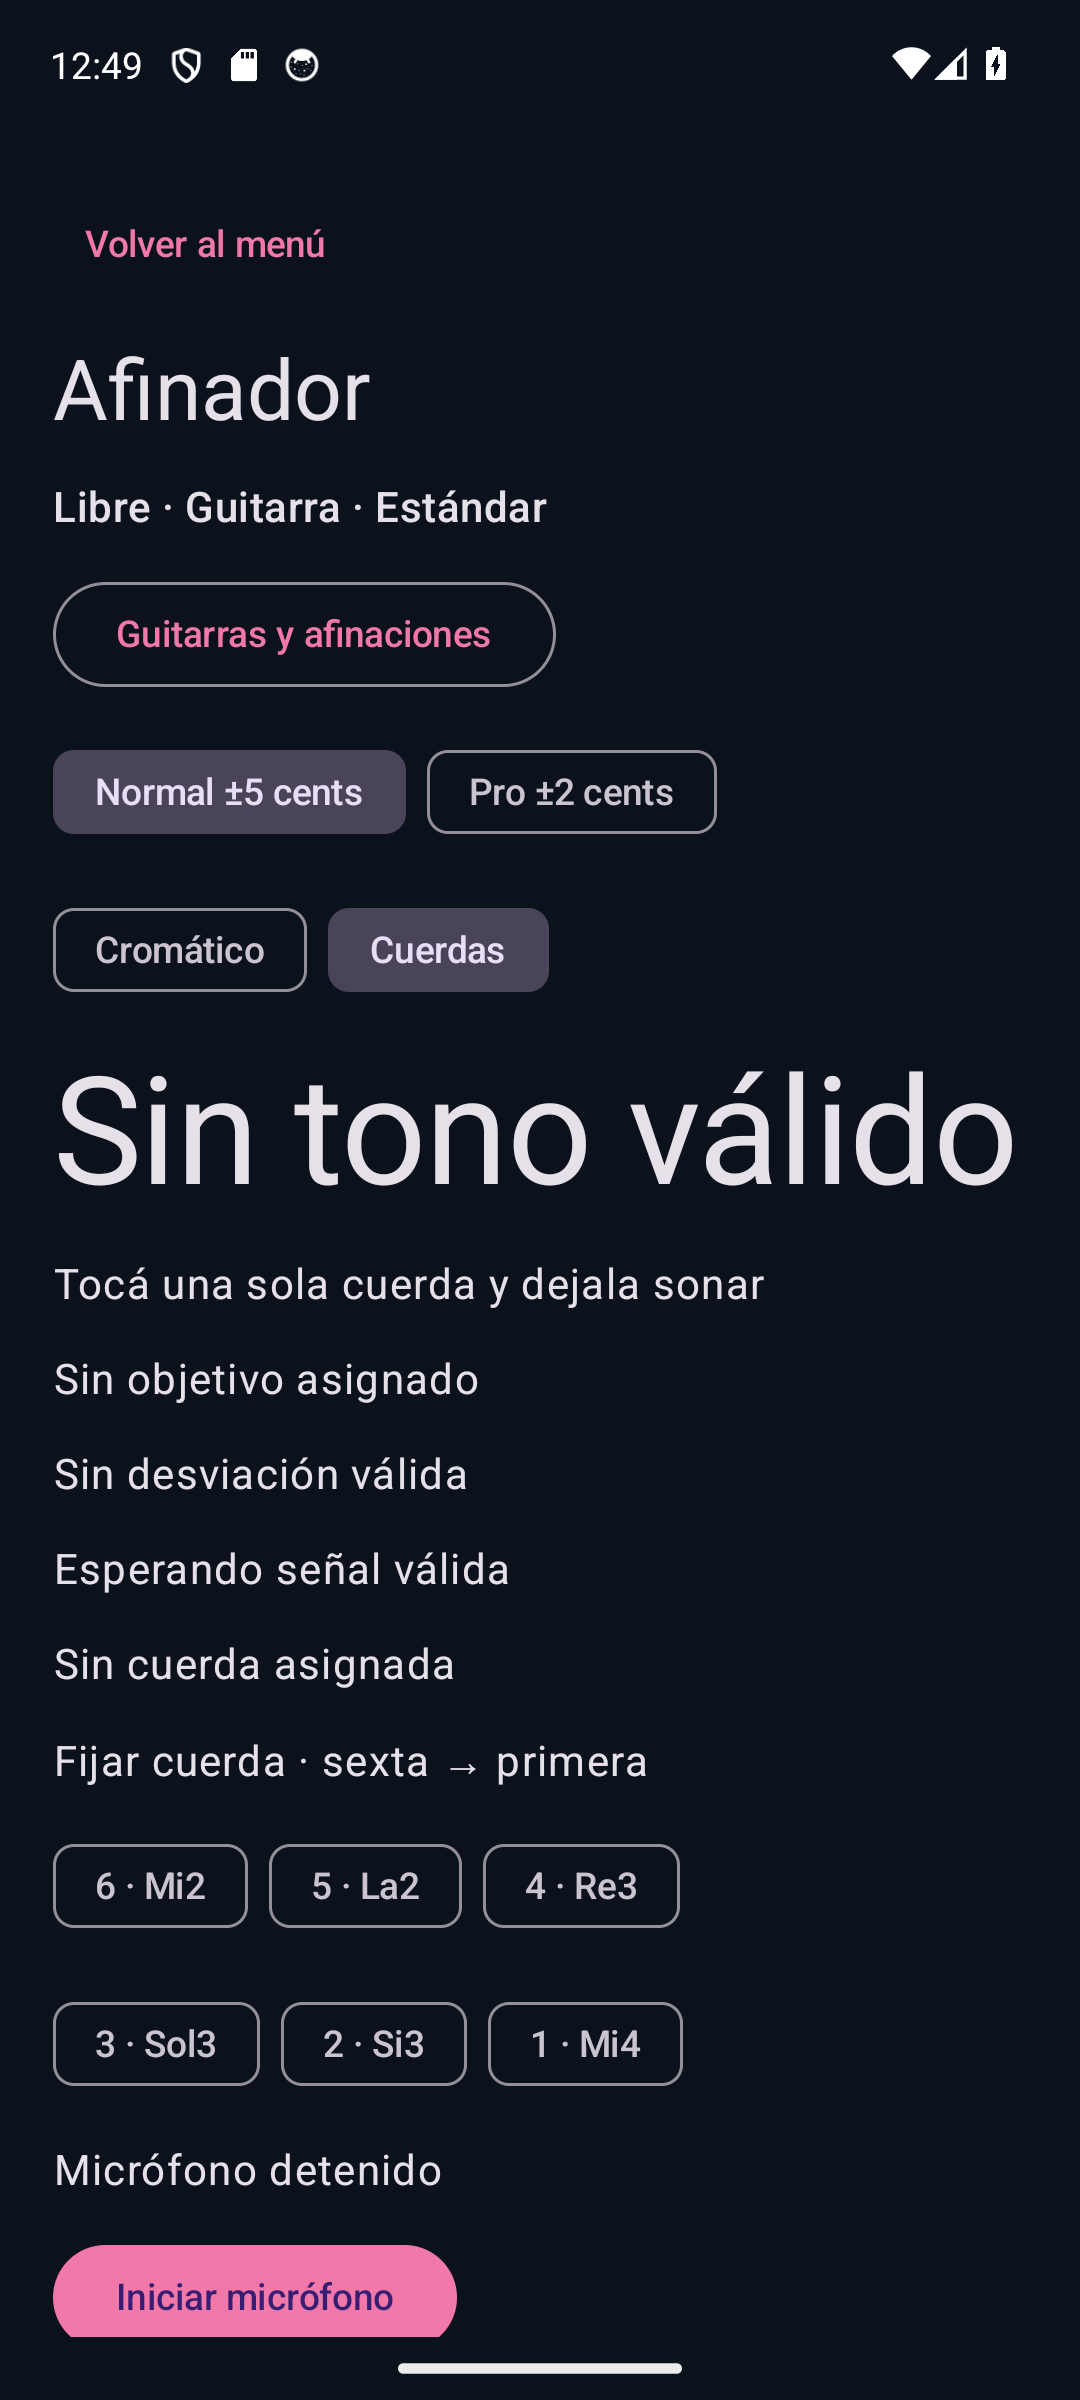 12:49
Volver al menú
Afinador
Libre · Guitarra · Estándar
Guitarras y afinaciones
Normal ±5 cents
Pro ±2 cents
Cromático
Cuerdas
Sin tono válido
Tocá una sola cuerda y dejala sonar
Sin objetivo asignado
Sin desviación válida
Esperando señal válida
Sin cuerda asignada
Fijar cuerda · sexta → primera
6 · Mi2
5 · La2
4 · Re3
3 · Sol3
2 · Si3
1 · Mi4
Micrófono detenido
Iniciar micrófono